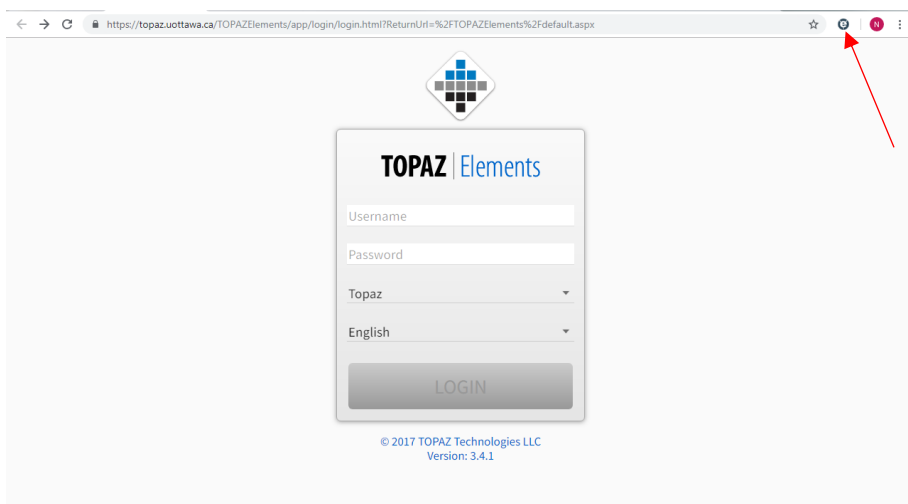 https://topaz.uottawa.ca/TOPAZElements/app/login/login.html?ReturnUrl=%2FTOPAZElements%2Fdefault.aspx
N
TOPAZ | Elements
Username
Password
Topaz
English
LOGIN
© 2017 TOPAZ Technologies LLC
Version: 3.4.1